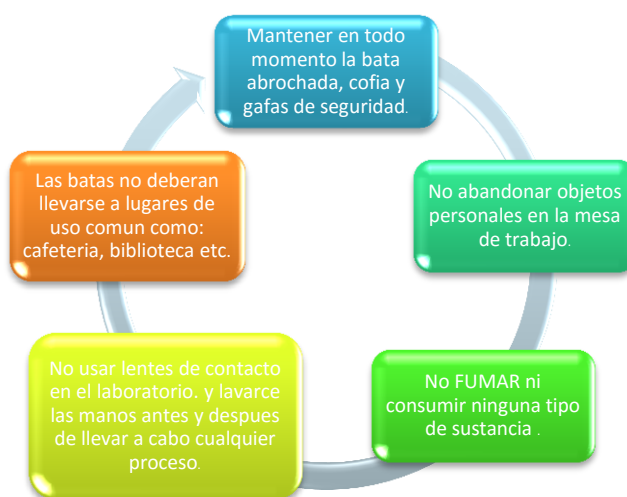 Mantener en todo
momento la bata
abrochada, cofia y
gafas de seguridad.
No abandonar objetos
personales en la mesa
de trabajo.
No FUMAR ni
consumir ninguna tipo
de sustancia .
No usar lentes de contacto
en el laboratorio. y lavarce
las manos antes y despues
de llevar a cabo cualquier
proceso.
Las batas no deberan
llevarse a lugares de
uso comun como:
cafeteria, biblioteca etc.